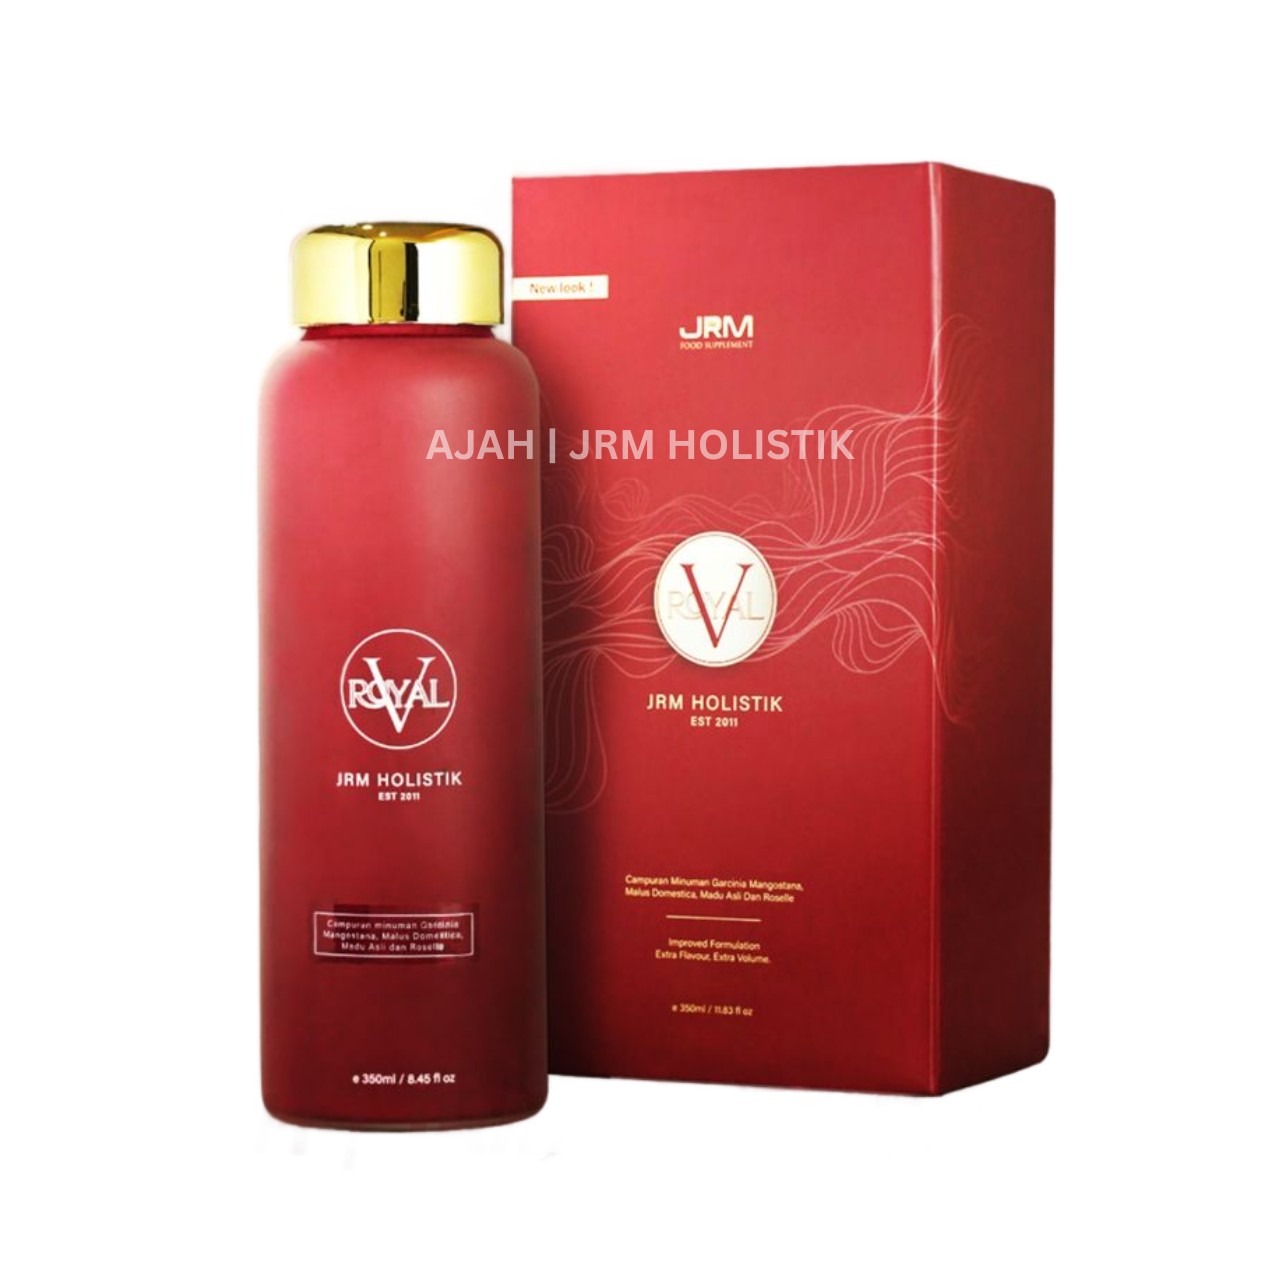 New look !
JRM
FOOD SUPPLEMENT
AJAH | JRM HOLISTIK
V
ROYAL
JRM HOLISTIK
EST 2011
Campuran Minuman Garcinia Mangostana,
Malus Domestica, Madu Asli Dan Roselle
Improved Formulation
Extra Flavour, Extra Volume.
e 350ml / 11.83 fl oz
V
ROYAL
JRM HOLISTIK
EST 2011
Campuran minuman Garcinia
Mangostana, Malus Domestica,
Madu Asli dan Roselle
e 350ml / 8.45 fl oz